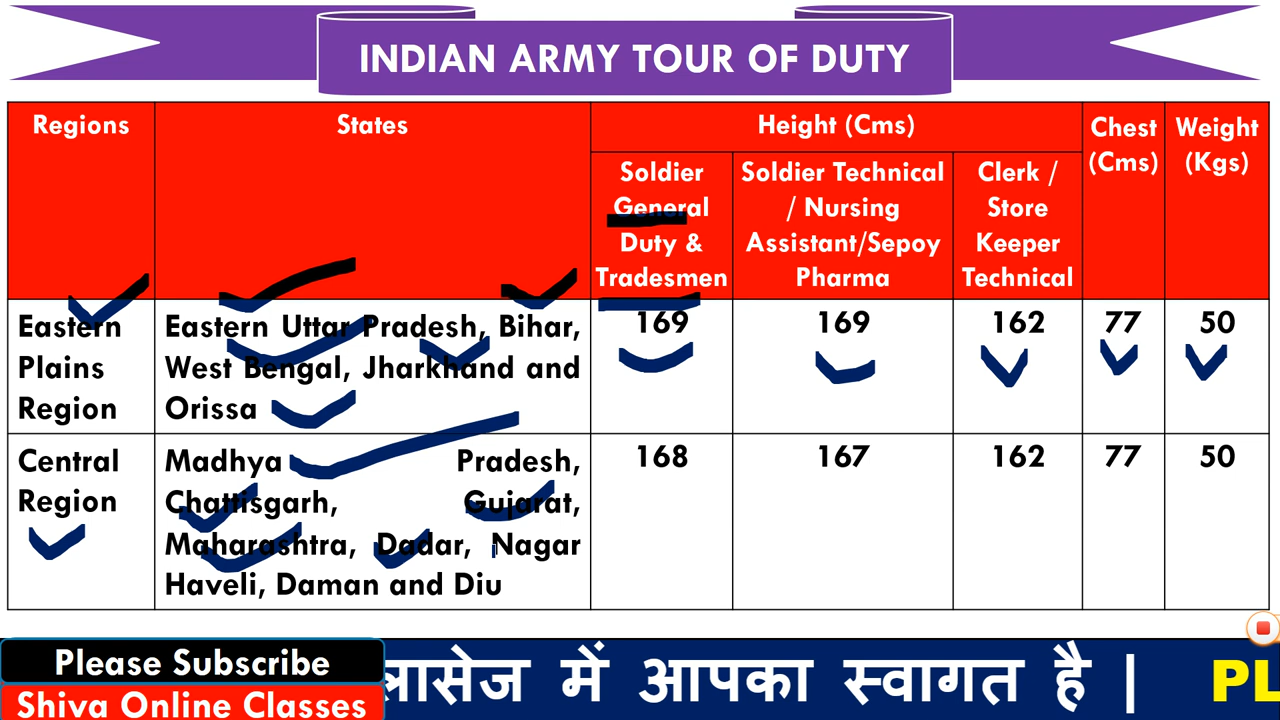 INDIAN ARMY TOUR OF DUTY
Regions States Height (Cms) Chest (Cms) Weight (Kgs)
Soldier General Duty & Tradesmen
Soldier Technical / Nursing Assistant/Sepoy Pharma
Clerk / Store Keeper Technical
Eastern Uttar Pradesh, Bihar, 169 169 162 77 50
Eastern Plains Region
West Bengal, Jharkhand and
Orissa
Central Region
Madhya Pradesh, 168 167 162 77 50
Chattisgarh, Gujarat,
Maharashtra, Dadar, Nagar
Haveli, Daman and Diu
Please Subscribe
Shiva Online Classes
में आपका स्वागत है |